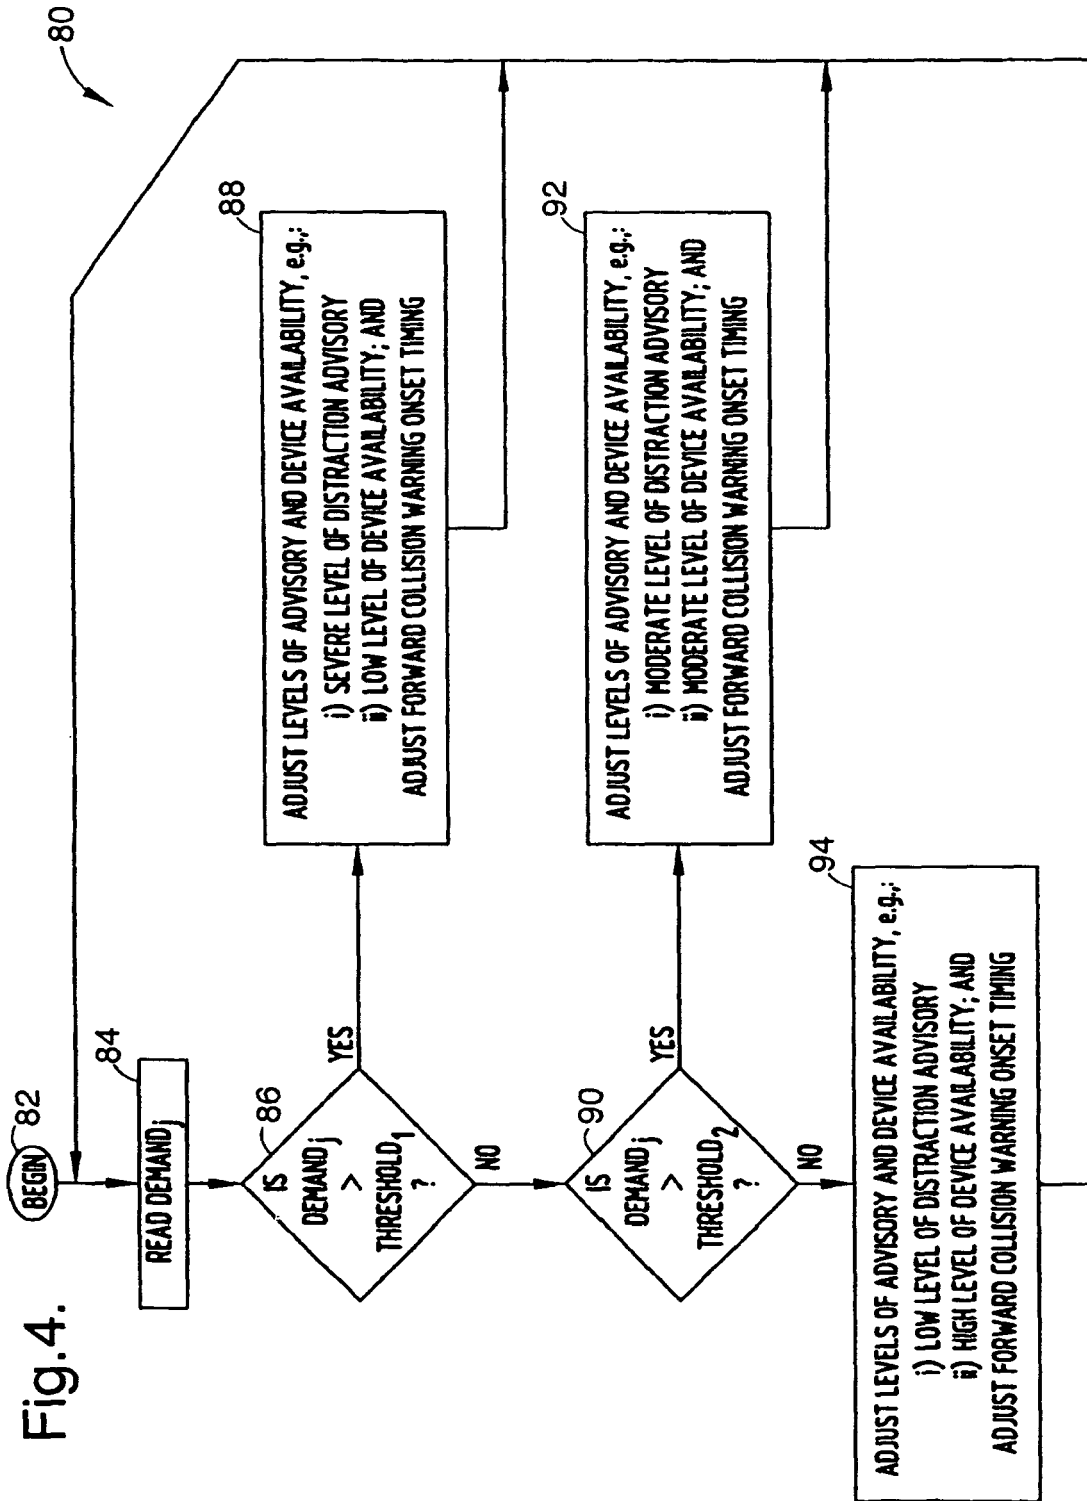 Fig.4.
80
BEGIN
82
READ DEMANDj
84
IS
DEMANDj
>
THRESHOLD1
?
86
YES
NO
ADJUST LEVELS OF ADVISORY AND DEVICE AVAILABILITY, e.g.,:
i) SEVERE LEVEL OF DISTRACTION ADVISORY
ii) LOW LEVEL OF DEVICE AVAILABILITY; AND
ADJUST FORWARD COLLISION WARNING ONSET TIMING
88
IS
DEMANDj
>
THRESHOLD2
?
90
YES
NO
ADJUST LEVELS OF ADVISORY AND DEVICE AVAILABILITY, e.g.,:
i) MODERATE LEVEL OF DISTRACTION ADVISORY
ii) MODERATE LEVEL OF DEVICE AVAILABILITY; AND
ADJUST FORWARD COLLISION WARNING ONSET TIMING
92
ADJUST LEVELS OF ADVISORY AND DEVICE AVAILABILITY, e.g.,:
i) LOW LEVEL OF DISTRACTION ADVISORY
ii) HIGH LEVEL OF DEVICE AVAILABILITY; AND
ADJUST FORWARD COLLISION WARNING ONSET TIMING
94